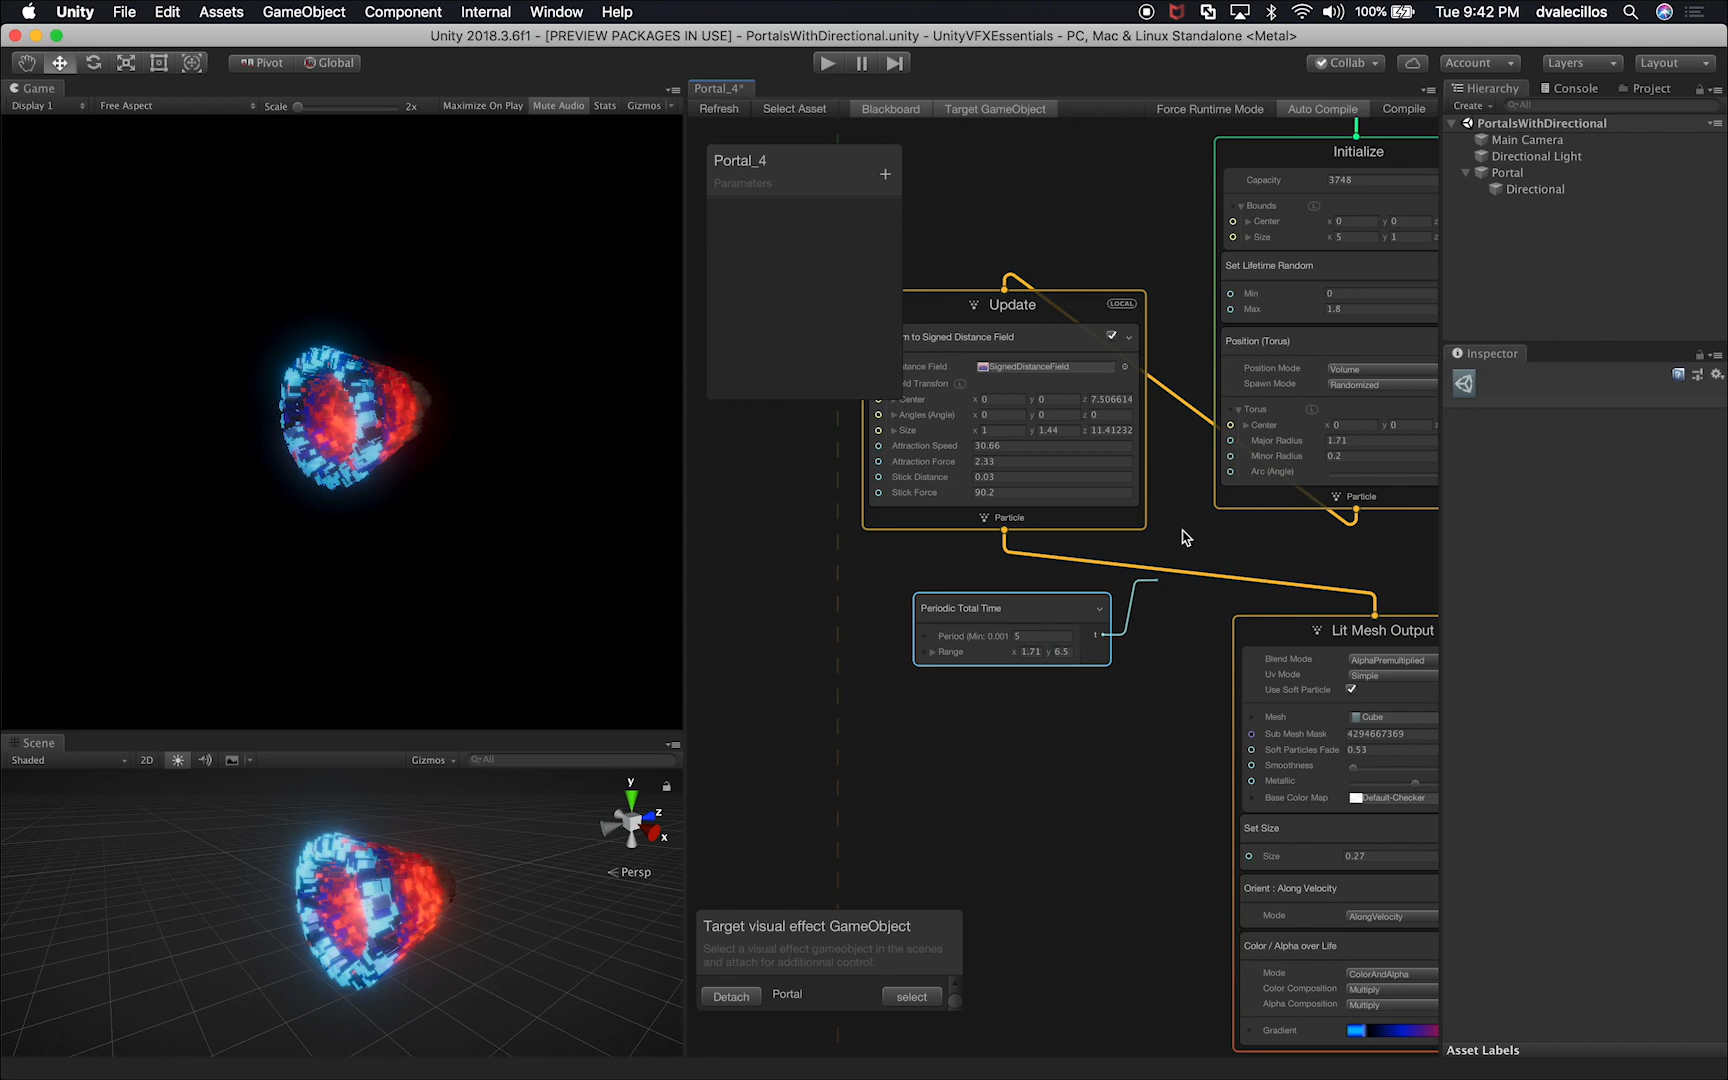 Unity File Edit Assets GameObject Component Internal Window Help 100% Tue 9:42 PM dvalecillos
Unity 2018.3.6f1 - [PREVIEW PACKAGES IN USE] - PortalsWithDirectional.unity - UnityVFXEssentials - PC, Mac & Linux Standalone <Metal>
Pivot Global Collab Account Layers Layout
Game
Display 1 Free Aspect Scale 2x Maximize On Play Mute Audio Stats Gizmos
Portal_4*
Refresh Select Asset Blackboard Target GameObject Force Runtime Mode Auto Compile Compile
Portal_4
Parameters
+
Update LOCAL
m to Signed Distance Field
stance Field SignedDistanceField
eld Transfon L
Center x 0 y 0 z 7.506614
Angles (Angle) x 0 y 0 z 0
Size x 1 y 1.44 z 11.41232
Attraction Speed 30.66
Attraction Force 2.33
Stick Distance 0.03
Stick Force 90.2
Particle
Periodic Total Time
Period (Min: 0.001 5 t
Range x 1.71 y 6.5
Initialize
Capacity 3748
Bounds L
Center x 0 y 0 z
Size x 5 y 1 z
Set Lifetime Random
Min 0
Max 1.8
Position (Torus)
Position Mode Volume
Spawn Mode Randomized
Torus L
Center x 0 y 0 z
Major Radius 1.71
Minor Radius 0.2
Arc (Angle)
Particle
Lit Mesh Output
Blend Mode AlphaPremultiplied
Uv Mode Simple
Use Soft Particle
Mesh Cube
Sub Mesh Mask 4294667369
Soft Particles Fade 0.53
Smoothness
Metallic
Base Color Map Default-Checker
Set Size
Size 0.27
Orient : Along Velocity
Mode AlongVelocity
Color / Alpha over Life
Mode ColorAndAlpha
Color Composition Multiply
Alpha Composition Multiply
Gradient
Target visual effect GameObject
Select a visual effect gameobject in the scenes
and attach for additionnal control.
Detach Portal select
Scene
Shaded 2D Gizmos All
y
z
x
Persp
Hierarchy Console Project
Create All
PortalsWithDirectional
Main Camera
Directional Light
Portal
Directional
Inspector
Asset Labels